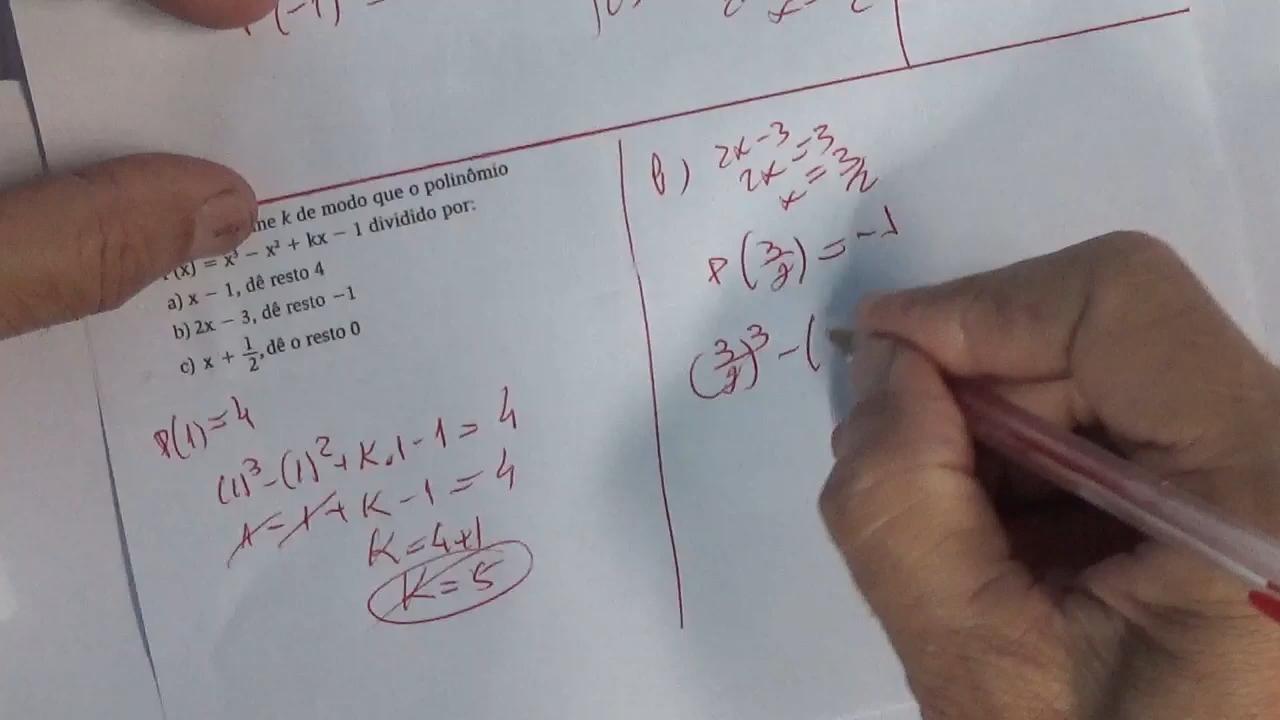 P(-1)
k de modo que o polinômio
P(x) = x³ − x² + kx − 1 dividido por:
a) x − 1, dê resto 4
b) 2x − 3, dê resto −1
c) x + 1/2, dê o resto 0
P(1) = 4
(1)³ - (1)² + K.1 - 1 = 4
1 - 1 + K - 1 = 4
K = 4+1
K = 5
b) 2x - 3
2x = 3
x = 3/2
P(3/2) = -1
(3/2)³ - (